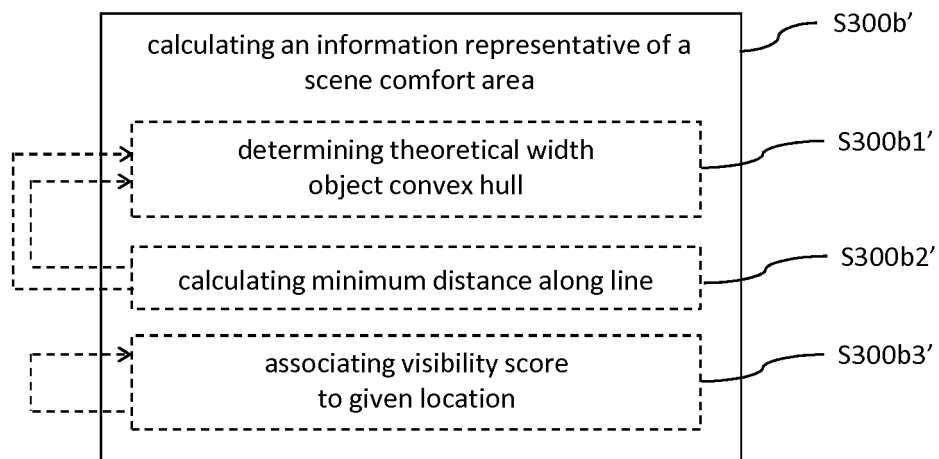 calculating an information representative of a
scene comfort area
S300b’
determining theoretical width
object convex hull
S300b1’
calculating minimum distance along line
S300b2’
associating visibility score
to given location
S300b3’